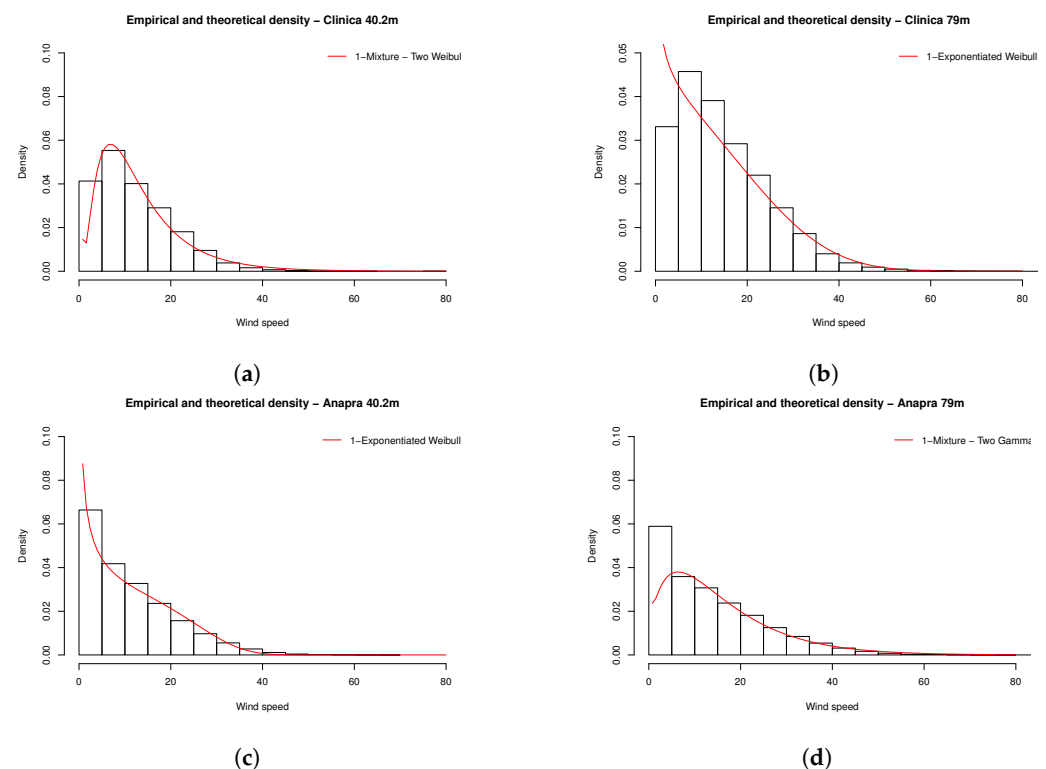 Empirical and theoretical density − Clinica 40.2m
1−Mixture − Two Weibul
0.10
0.08
0.06
0.04
0.02
0.00
Density
0 20 40 60 80
Wind speed
(a)
Empirical and theoretical density − Clinica 79m
1−Exponentiated Weibull
0.05
0.04
0.03
0.02
0.01
0.00
Density
0 20 40 60 80
Wind speed
(b)
Empirical and theoretical density − Anapra 40.2m
1−Exponentiated Weibull
0.10
0.08
0.06
0.04
0.02
0.00
Density
0 20 40 60 80
Wind speed
(c)
Empirical and theoretical density − Anapra 79m
1−Mixture − Two Gamma
0.10
0.08
0.06
0.04
0.02
0.00
Density
0 20 40 60 80
Wind speed
(d)